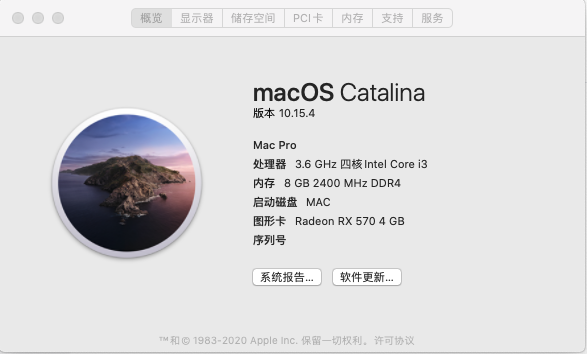 概览 显示器 储存空间 PCI卡 内存 支持 服务
macOS Catalina
版本 10.15.4
Mac Pro
处理器 3.6 GHz 四核Intel Core i3
内存 8 GB 2400 MHz DDR4
启动磁盘 MAC
图形卡 Radeon RX 570 4 GB
序列号
系统报告... 软件更新...
™和© 1983-2020 Apple Inc. 保留一切权利。许可协议